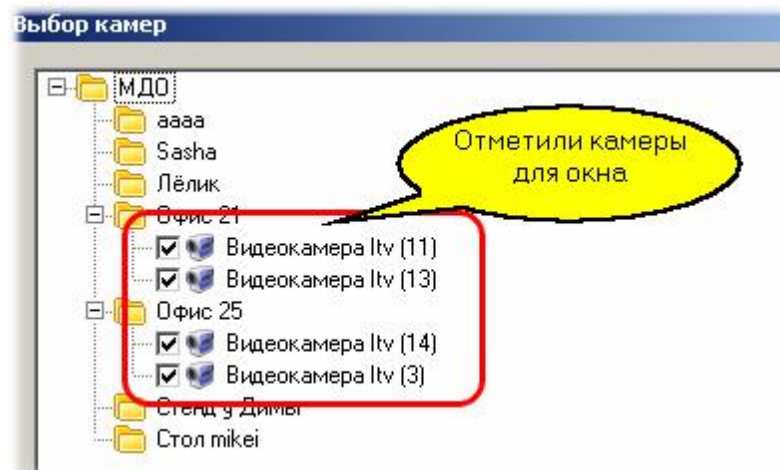 Выбор камер
МДО
aaaa
Sasha
Лёлик
Отметили камеры
для окна
Офис 21
Видеокамера Itv (11)
Видеокамера Itv (13)
Офис 25
Видеокамера Itv (14)
Видеокамера Itv (3)
Стенд у Димы
Стол mikei